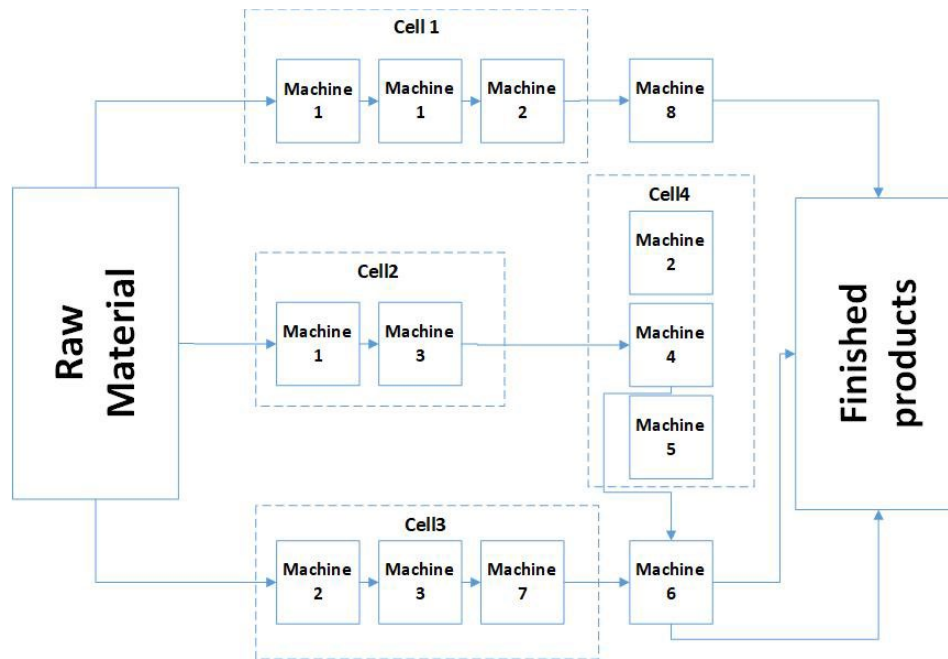 Cell 1
Machine
1
Machine
1
Machine
2
Machine
8
Raw
Material
Cell2
Machine
1
Machine
3
Cell4
Machine
2
Machine
4
Machine
5
Finished
products
Cell3
Machine
2
Machine
3
Machine
7
Machine
6